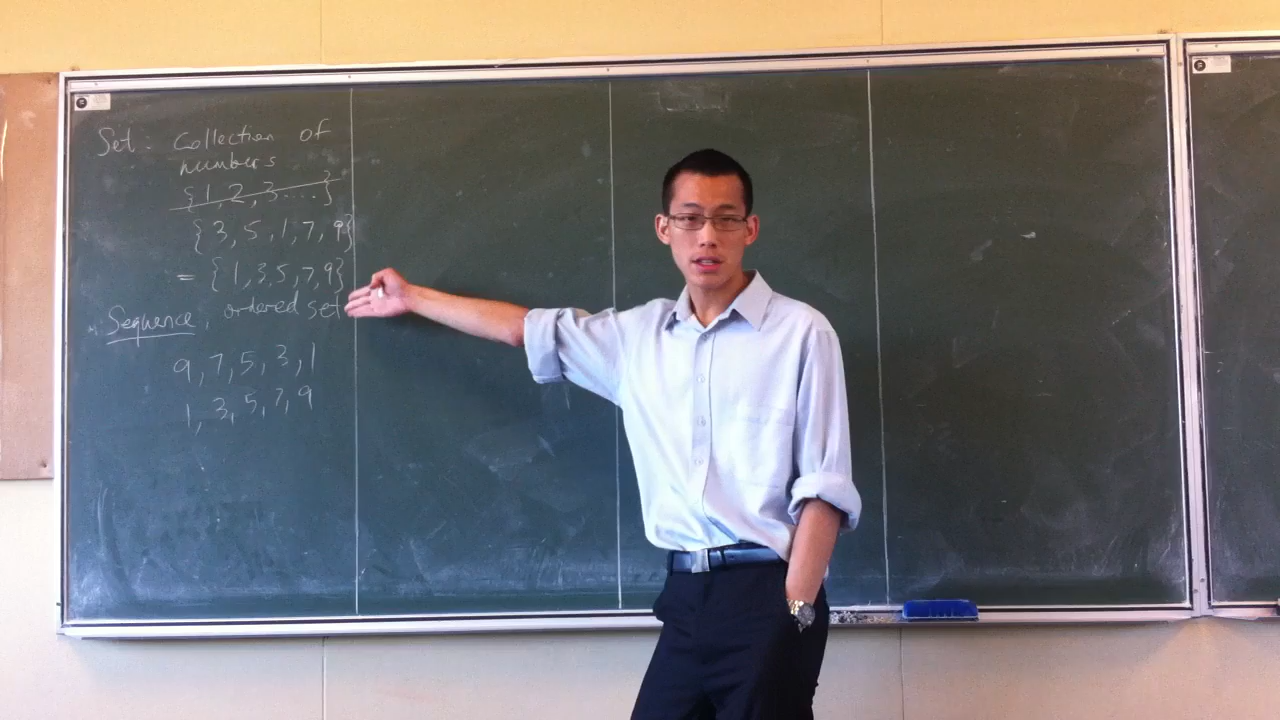 Set: Collection of
numbers
{1, 2, 3....}
{3, 5, 1, 7, 9}
= {1, 3, 5, 7, 9}
Sequence, ordered set
9, 7, 5, 3, 1
1, 3, 5, 7, 9